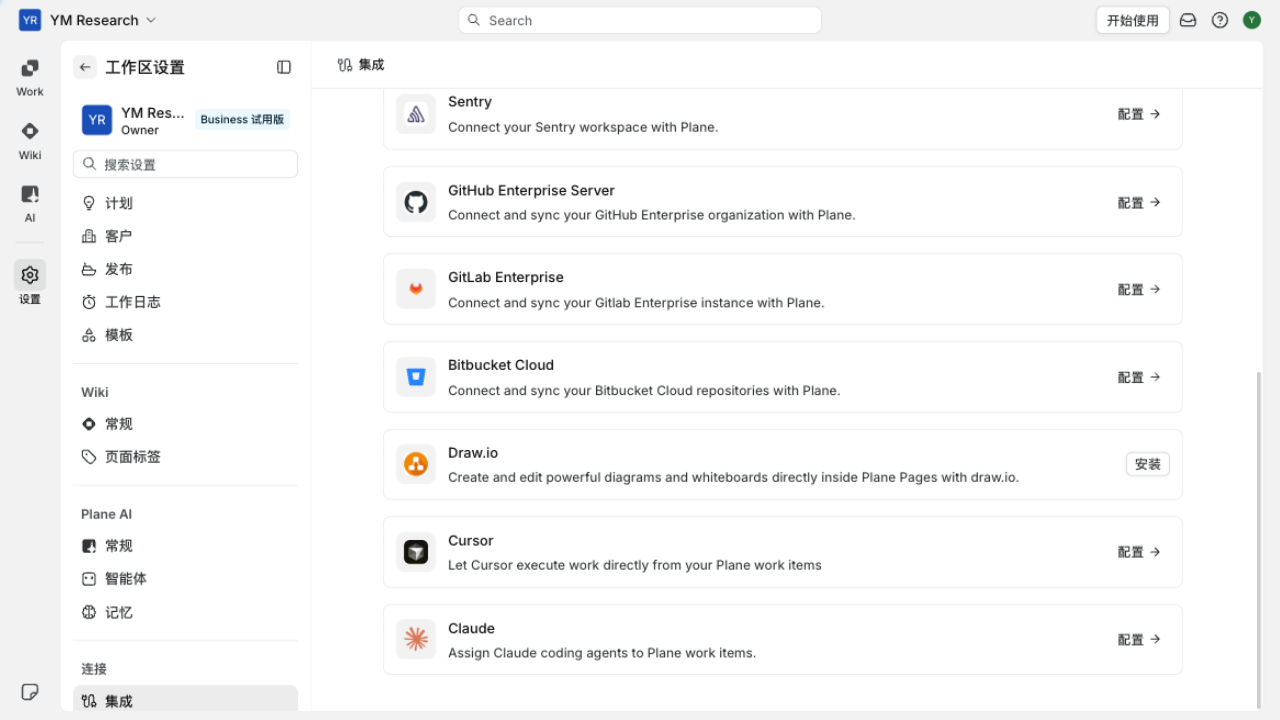 YR
YM Research
Search
开始使用
Y
Work
Wiki
AI
设置
工作区设置
YR
YM Res...
Owner
Business 试用版
搜索设置
计划
客户
发布
工作日志
模板
Wiki
常规
页面标签
Plane AI
常规
智能体
记忆
连接
集成
集成
Sentry
Connect your Sentry workspace with Plane.
配置
GitHub Enterprise Server
Connect and sync your GitHub Enterprise organization with Plane.
配置
GitLab Enterprise
Connect and sync your Gitlab Enterprise instance with Plane.
配置
Bitbucket Cloud
Connect and sync your Bitbucket Cloud repositories with Plane.
配置
Draw.io
Create and edit powerful diagrams and whiteboards directly inside Plane Pages with draw.io.
安装
Cursor
Let Cursor execute work directly from your Plane work items
配置
Claude
Assign Claude coding agents to Plane work items.
配置